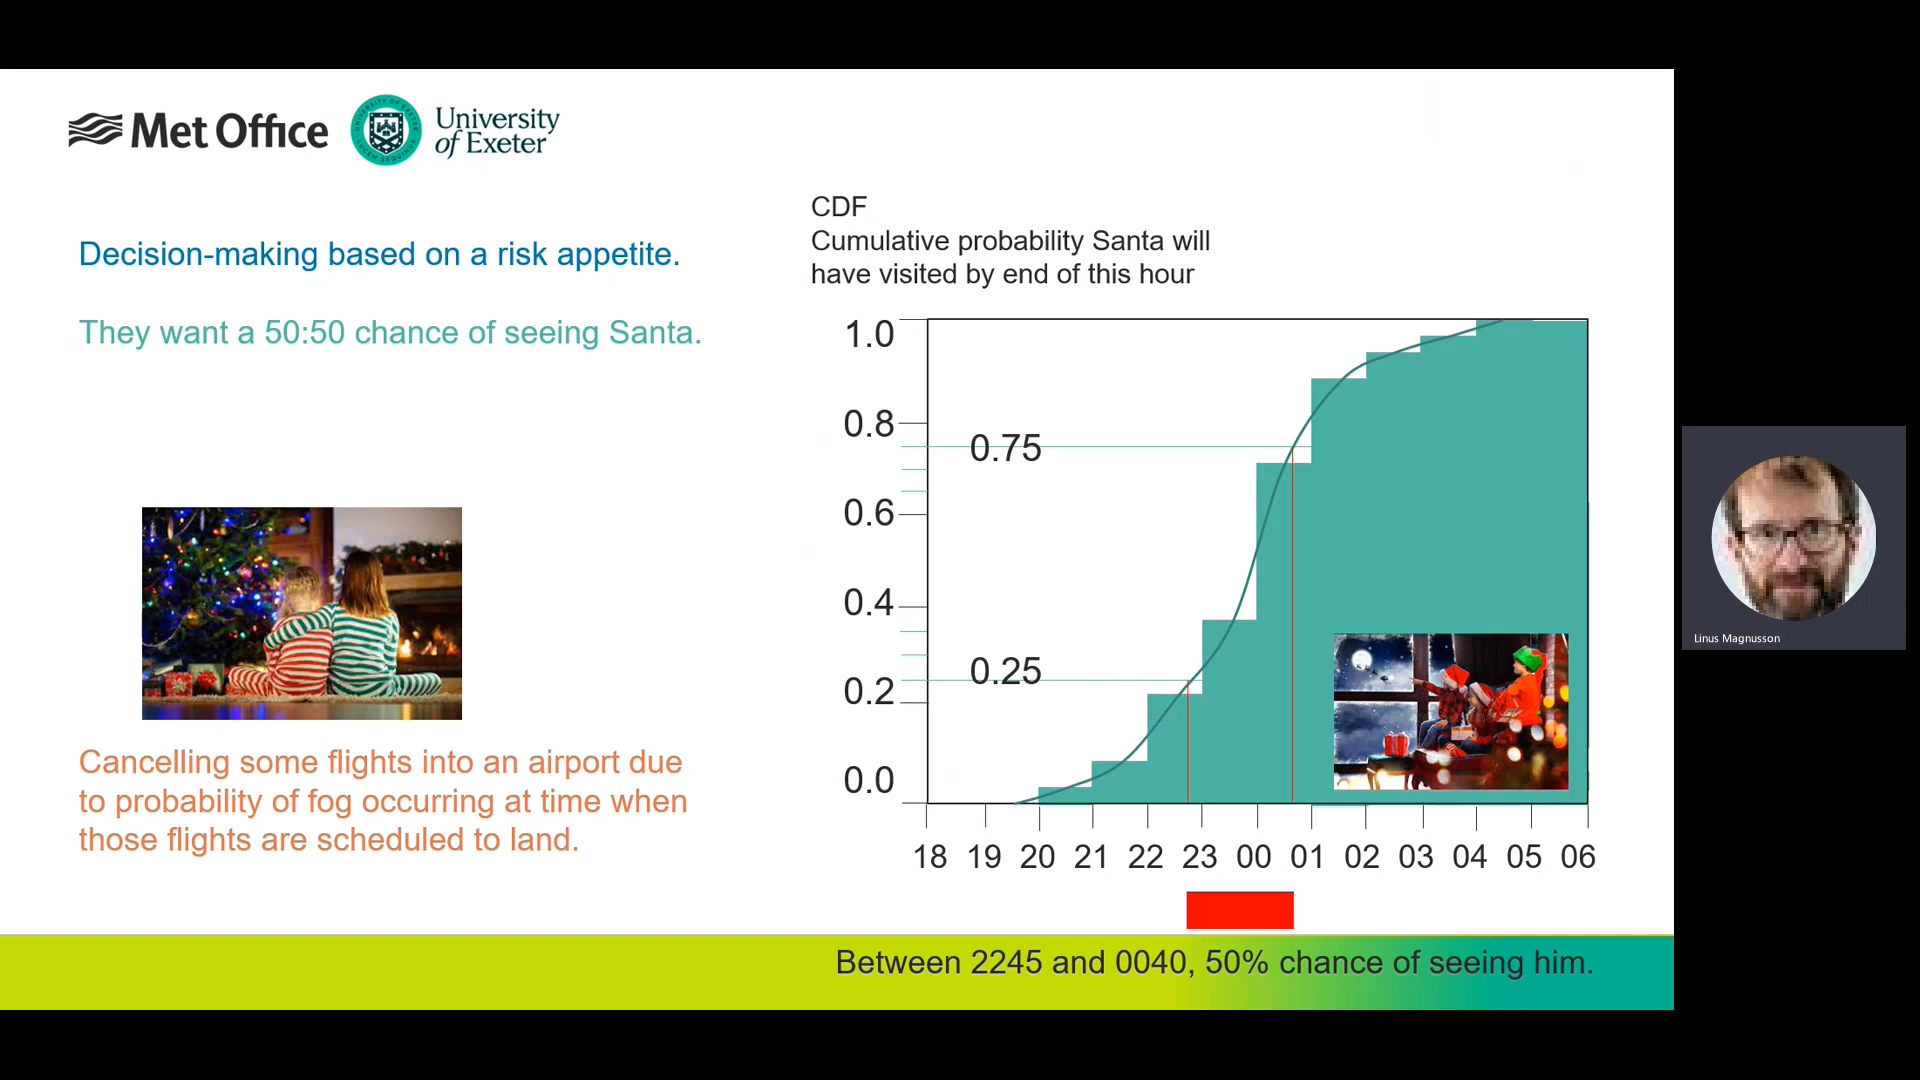 Met Office
University
of Exeter
Decision-making based on a risk appetite.
They want a 50:50 chance of seeing Santa.
Cancelling some flights into an airport due
to probability of fog occurring at time when
those flights are scheduled to land.
CDF
Cumulative probability Santa will
have visited by end of this hour
1.0
0.8
0.75
0.6
0.4
0.25
0.2
0.0
18 19 20 21 22 23 00 01 02 03 04 05 06
Between 2245 and 0040, 50% chance of seeing him.
Linus Magnusson